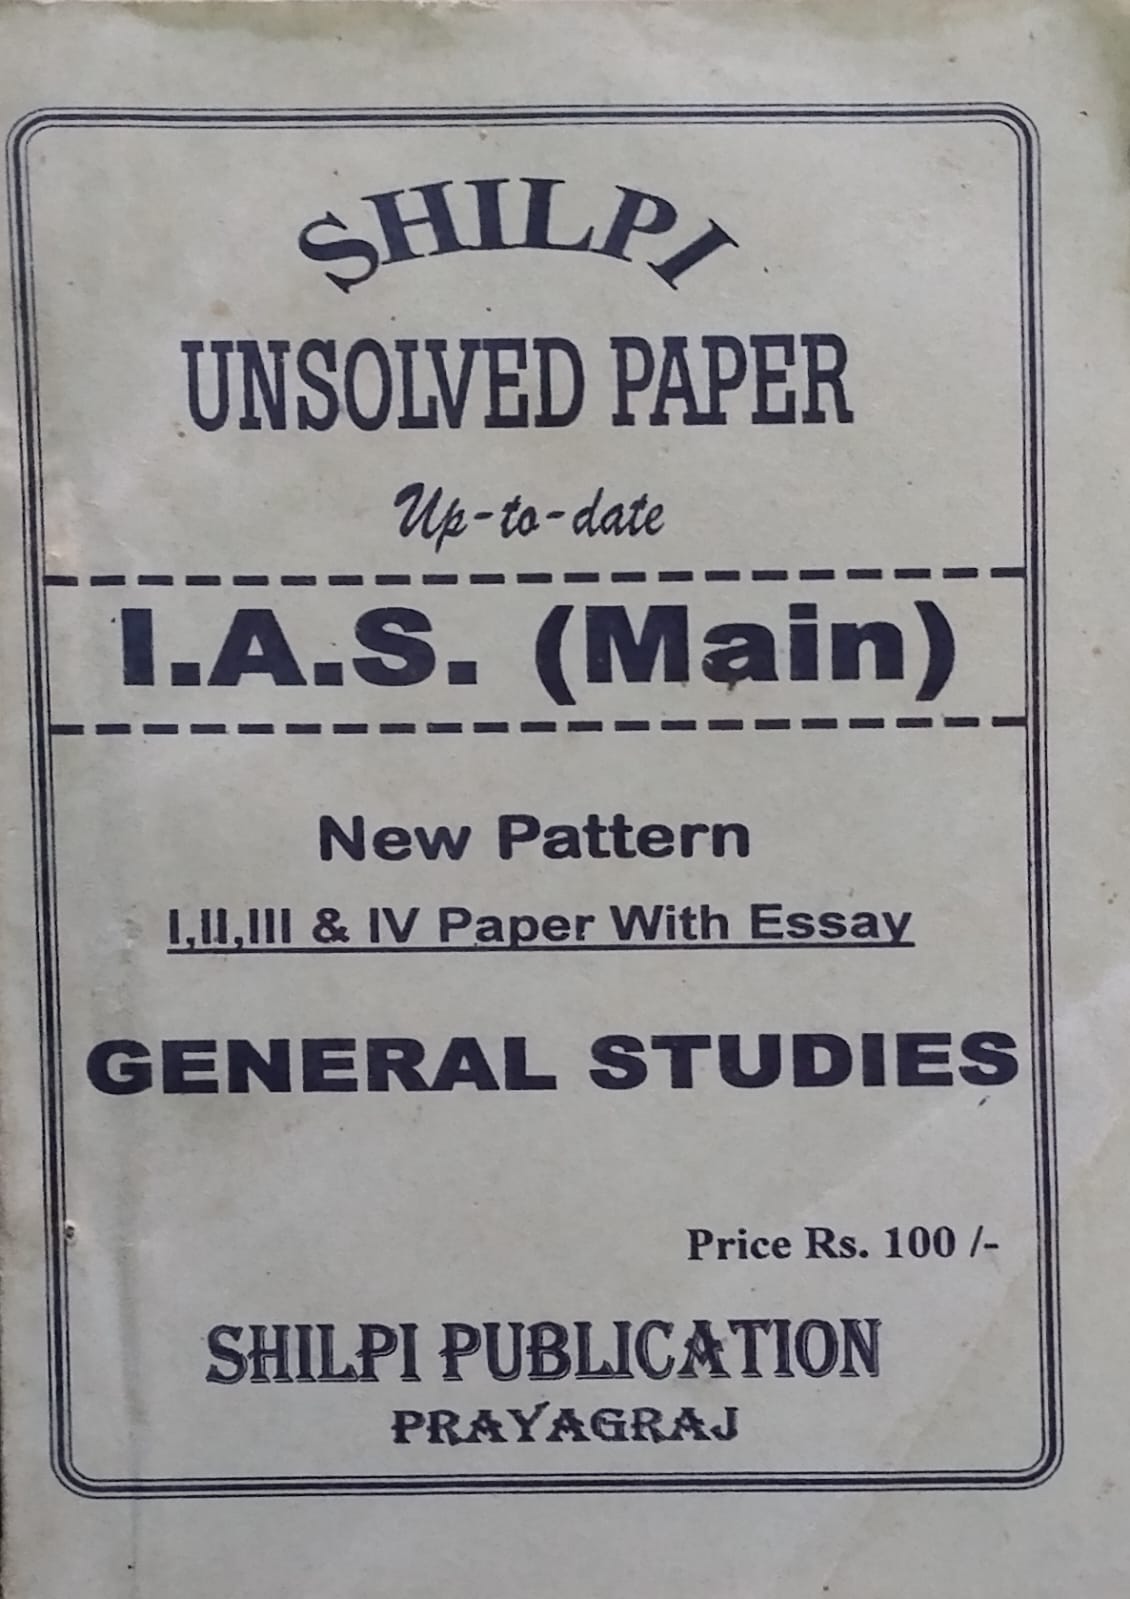 SHILPI
UNSOLVED PAPER
Up-to-date
I.A.S. (Main)
New Pattern
I,II,III & IV Paper With Essay
GENERAL STUDIES
Price Rs. 100 /-
SHILPI PUBLICATION
PRAYAGRAJ